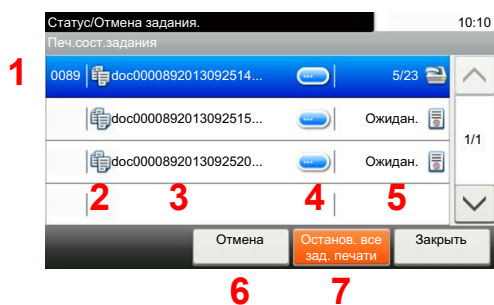 Статус/Отмена задания. 10:10
Печ.сост.задания
1 0089 doc0000892013092514... 5/23
doc0000892013092515... Ожидан.
1/1
doc0000892013092520... Ожидан.
2 3 4 5
Отмена Останов. все зад. печати Закрыть
6 7